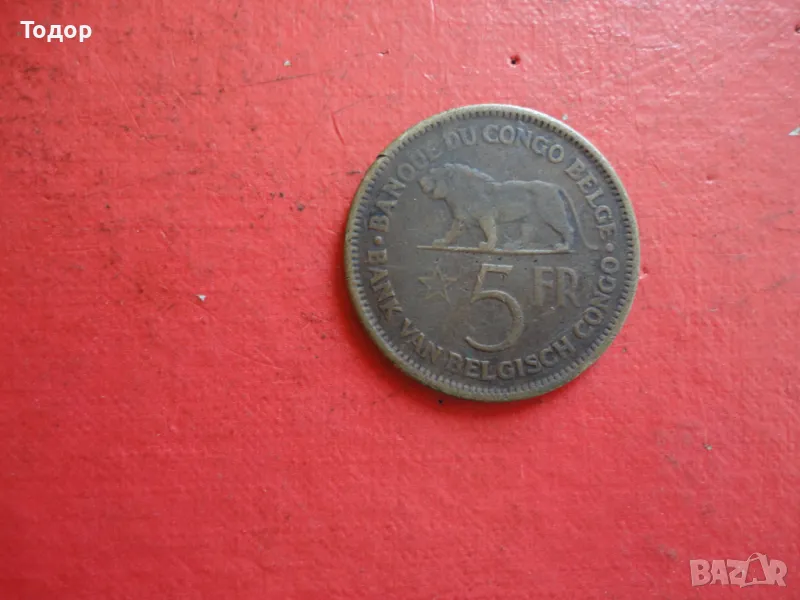 Тодор
• BANQUE DU CONGO BELGE •
5 FR
BANK VAN BELGISCH CONGO
BAZAR